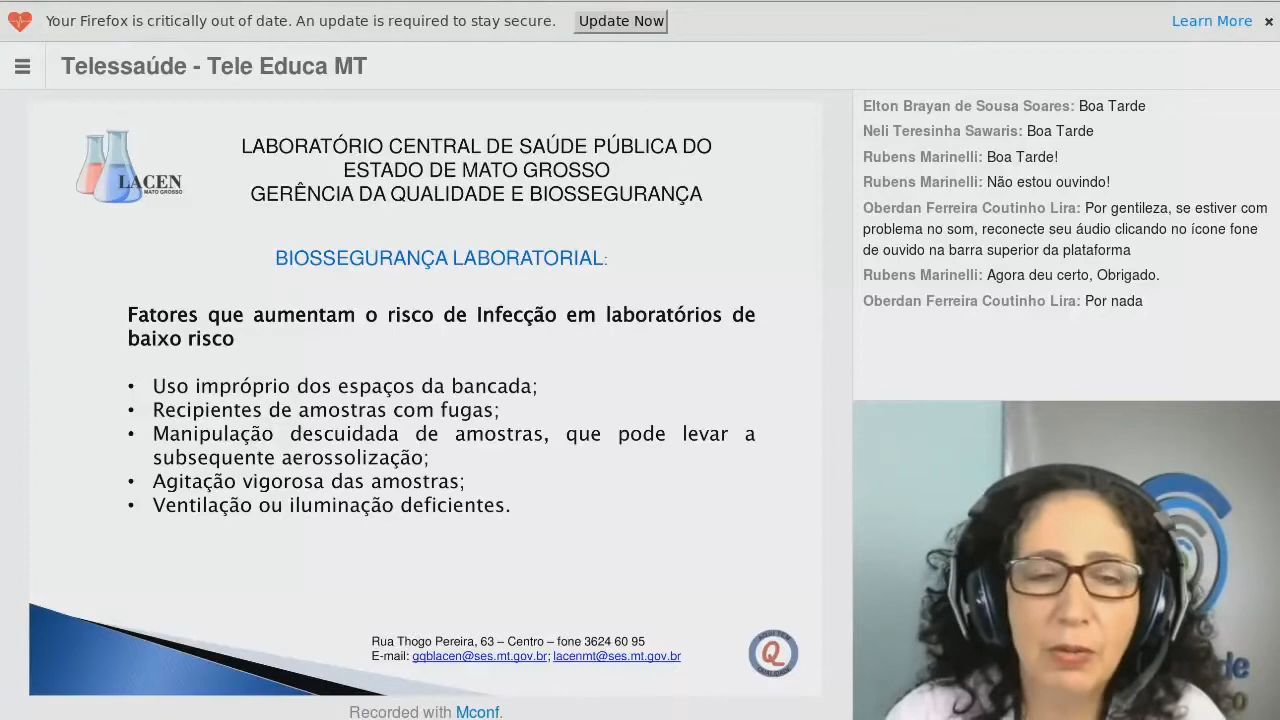 Your Firefox is critically out of date. An update is required to stay secure.
Update Now
Learn More
Telessaúde - Tele Educa MT
LACEN
MATO GROSSO
LABORATÓRIO CENTRAL DE SAÚDE PÚBLICA DO
ESTADO DE MATO GROSSO
GERÊNCIA DA QUALIDADE E BIOSSEGURANÇA
BIOSSEGURANÇA LABORATORIAL:
Fatores que aumentam o risco de Infecção em laboratórios de
baixo risco
• Uso impróprio dos espaços da bancada;
• Recipientes de amostras com fugas;
• Manipulação descuidada de amostras, que pode levar a
subsequente aerossolização;
• Agitação vigorosa das amostras;
• Ventilação ou iluminação deficientes.
Rua Thogo Pereira, 63 – Centro – fone 3624 60 95
E-mail: gqblacen@ses.mt.gov.br; lacenmt@ses.mt.gov.br
AQUI TEM
Q
QUALIDADE
Recorded with Mconf.
Elton Brayan de Sousa Soares: Boa Tarde
Neli Teresinha Sawaris: Boa Tarde
Rubens Marinelli: Boa Tarde!
Rubens Marinelli: Não estou ouvindo!
Oberdan Ferreira Coutinho Lira: Por gentileza, se estiver com
problema no som, reconecte seu áudio clicando no ícone fone
de ouvido na barra superior da plataforma
Rubens Marinelli: Agora deu certo, Obrigado.
Oberdan Ferreira Coutinho Lira: Por nada